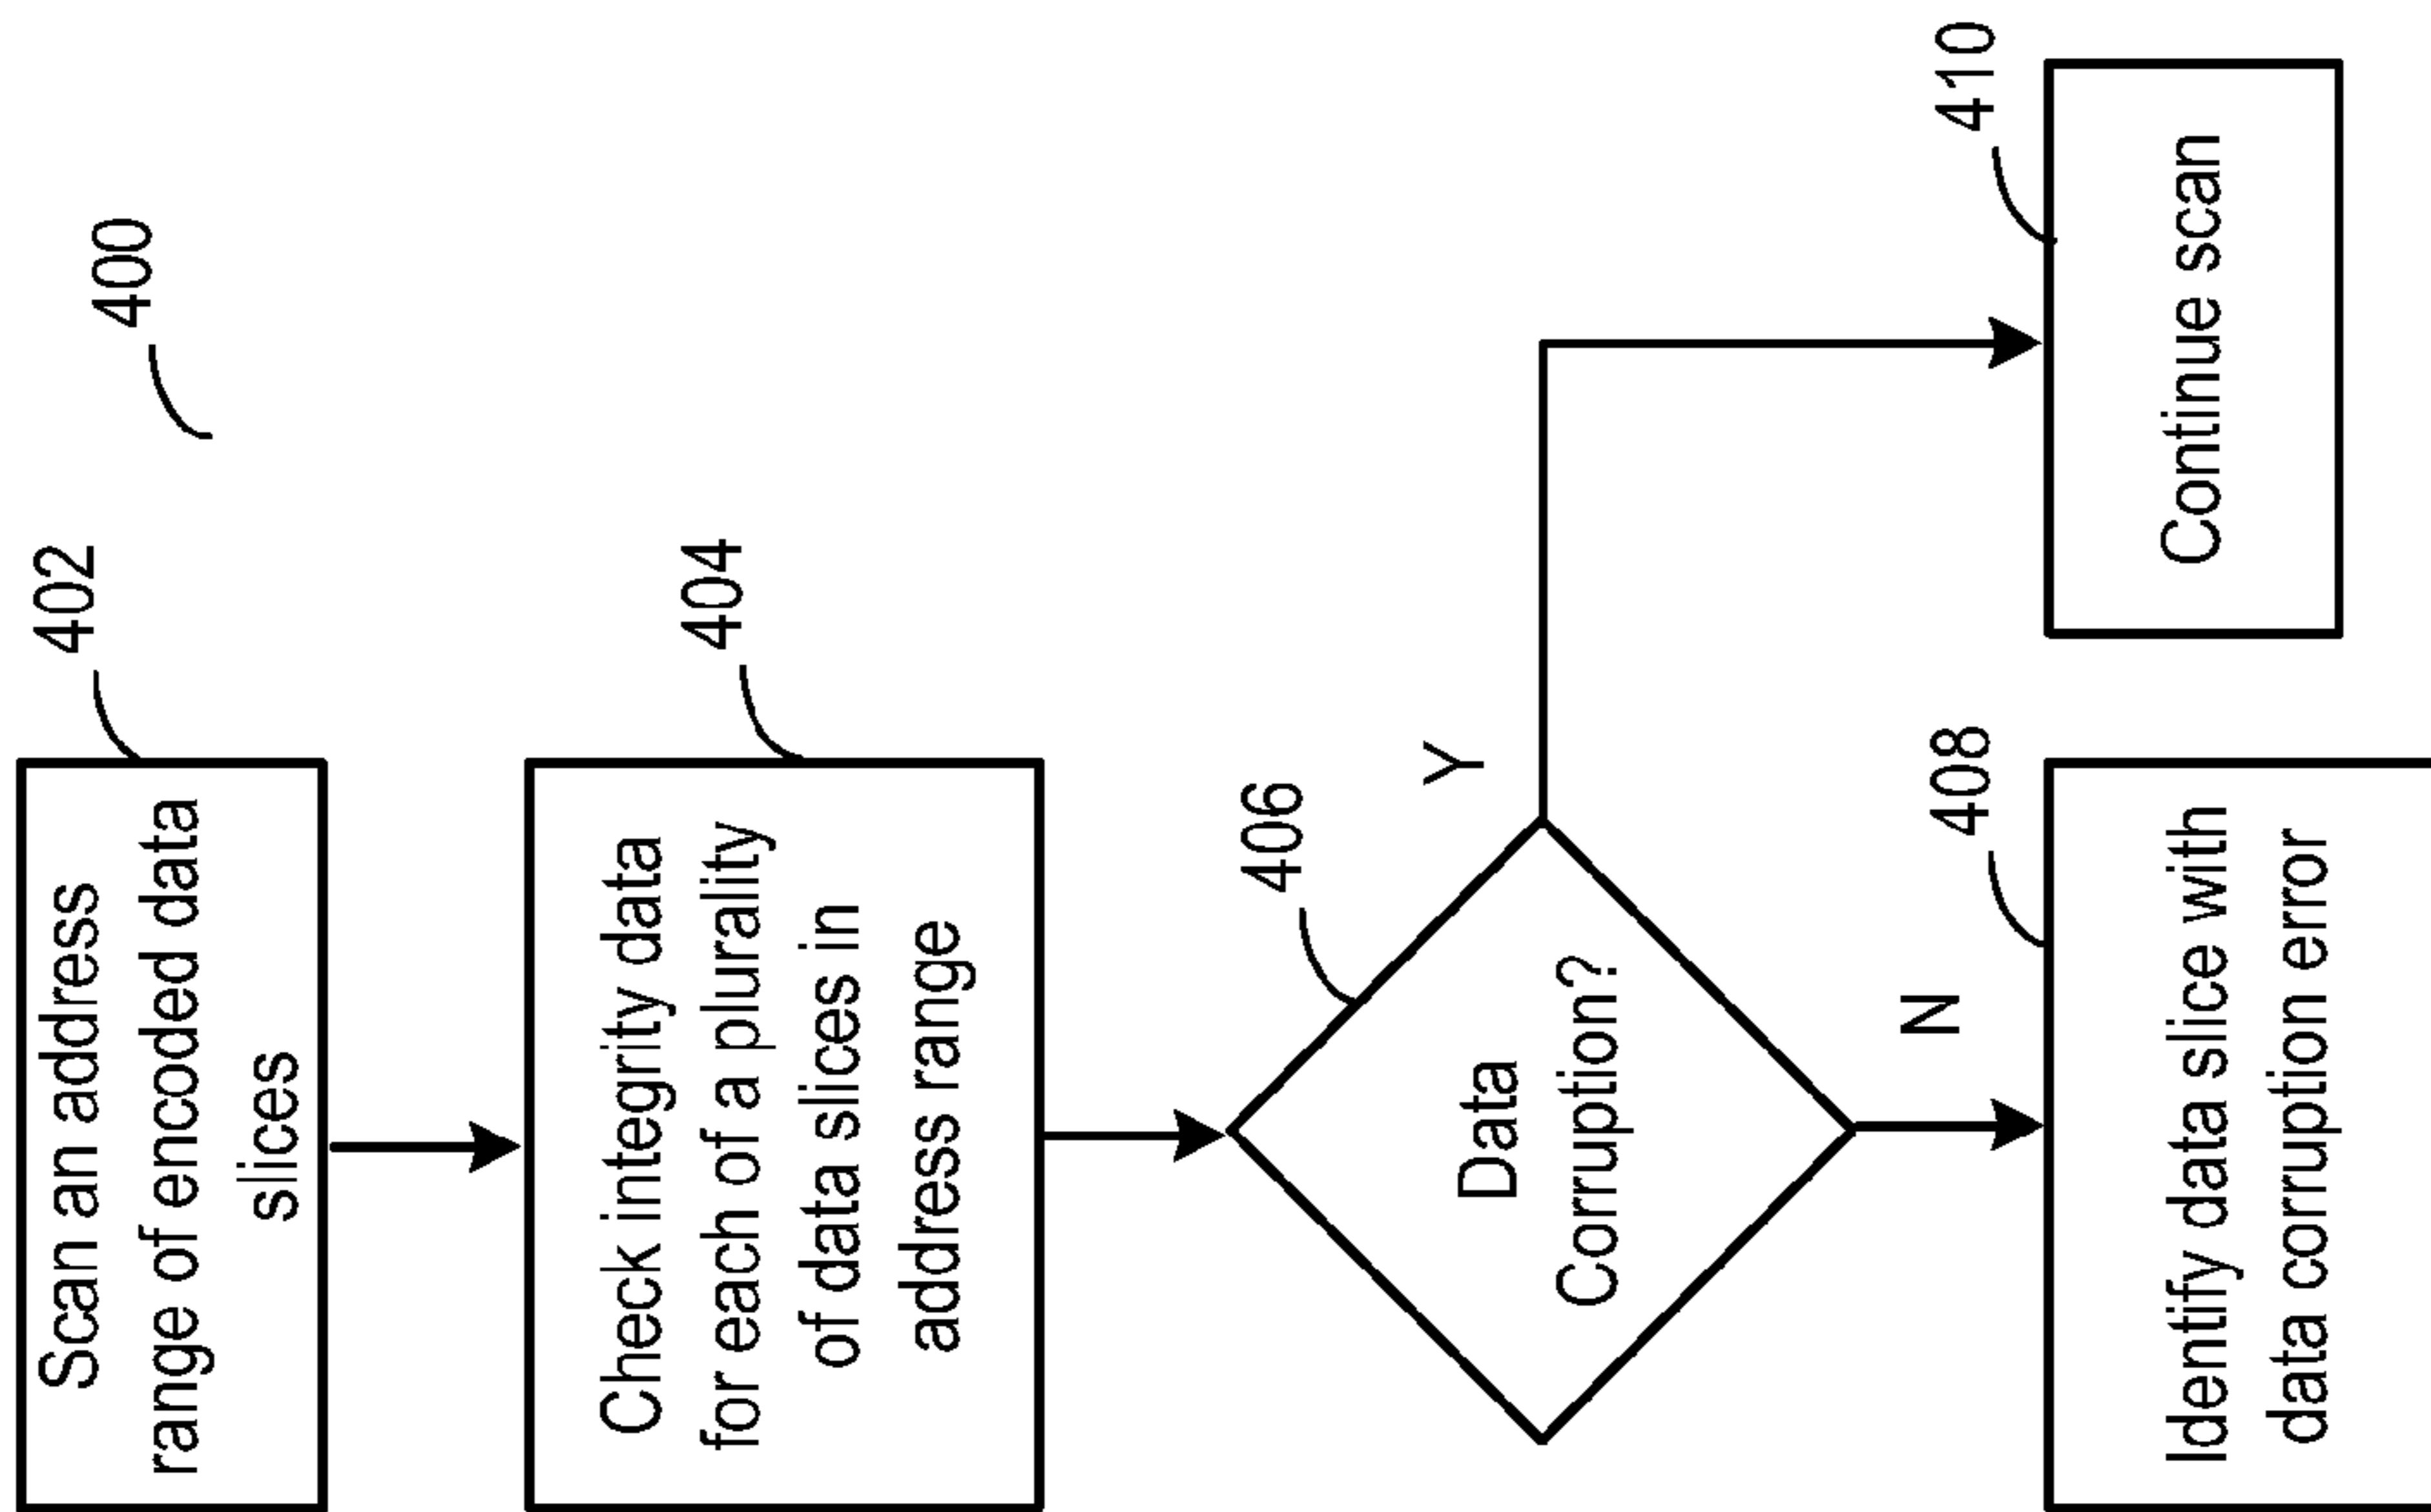 400
402
Scan an address
range of encoded data
slices
404
Check integrity data
for each of a plurality
of data slices in
address range
406
Data
Corruption?
Y
N
408
Identify data slice with
data corruption error
410
Continue scan